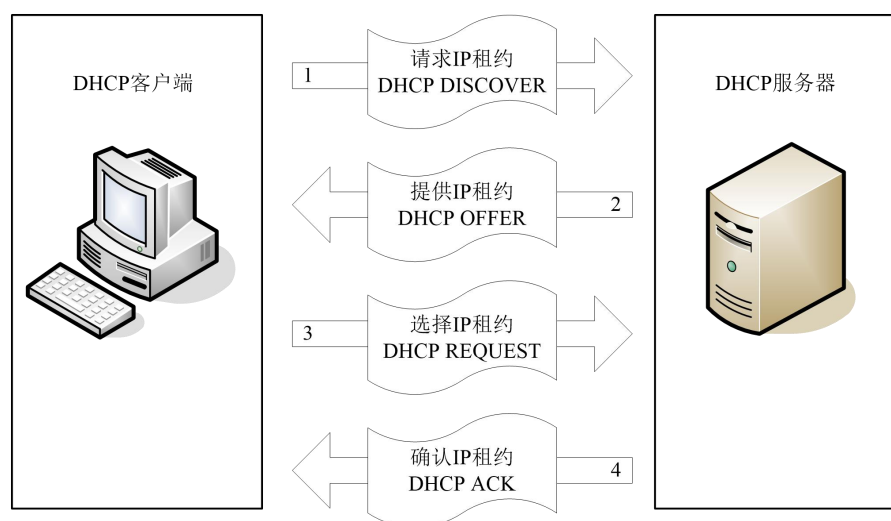 DHCP客户端
1
请求IP租约
DHCP DISCOVER
DHCP服务器
提供IP租约
DHCP OFFER
2
3
选择IP租约
DHCP REQUEST
确认IP租约
DHCP ACK
4